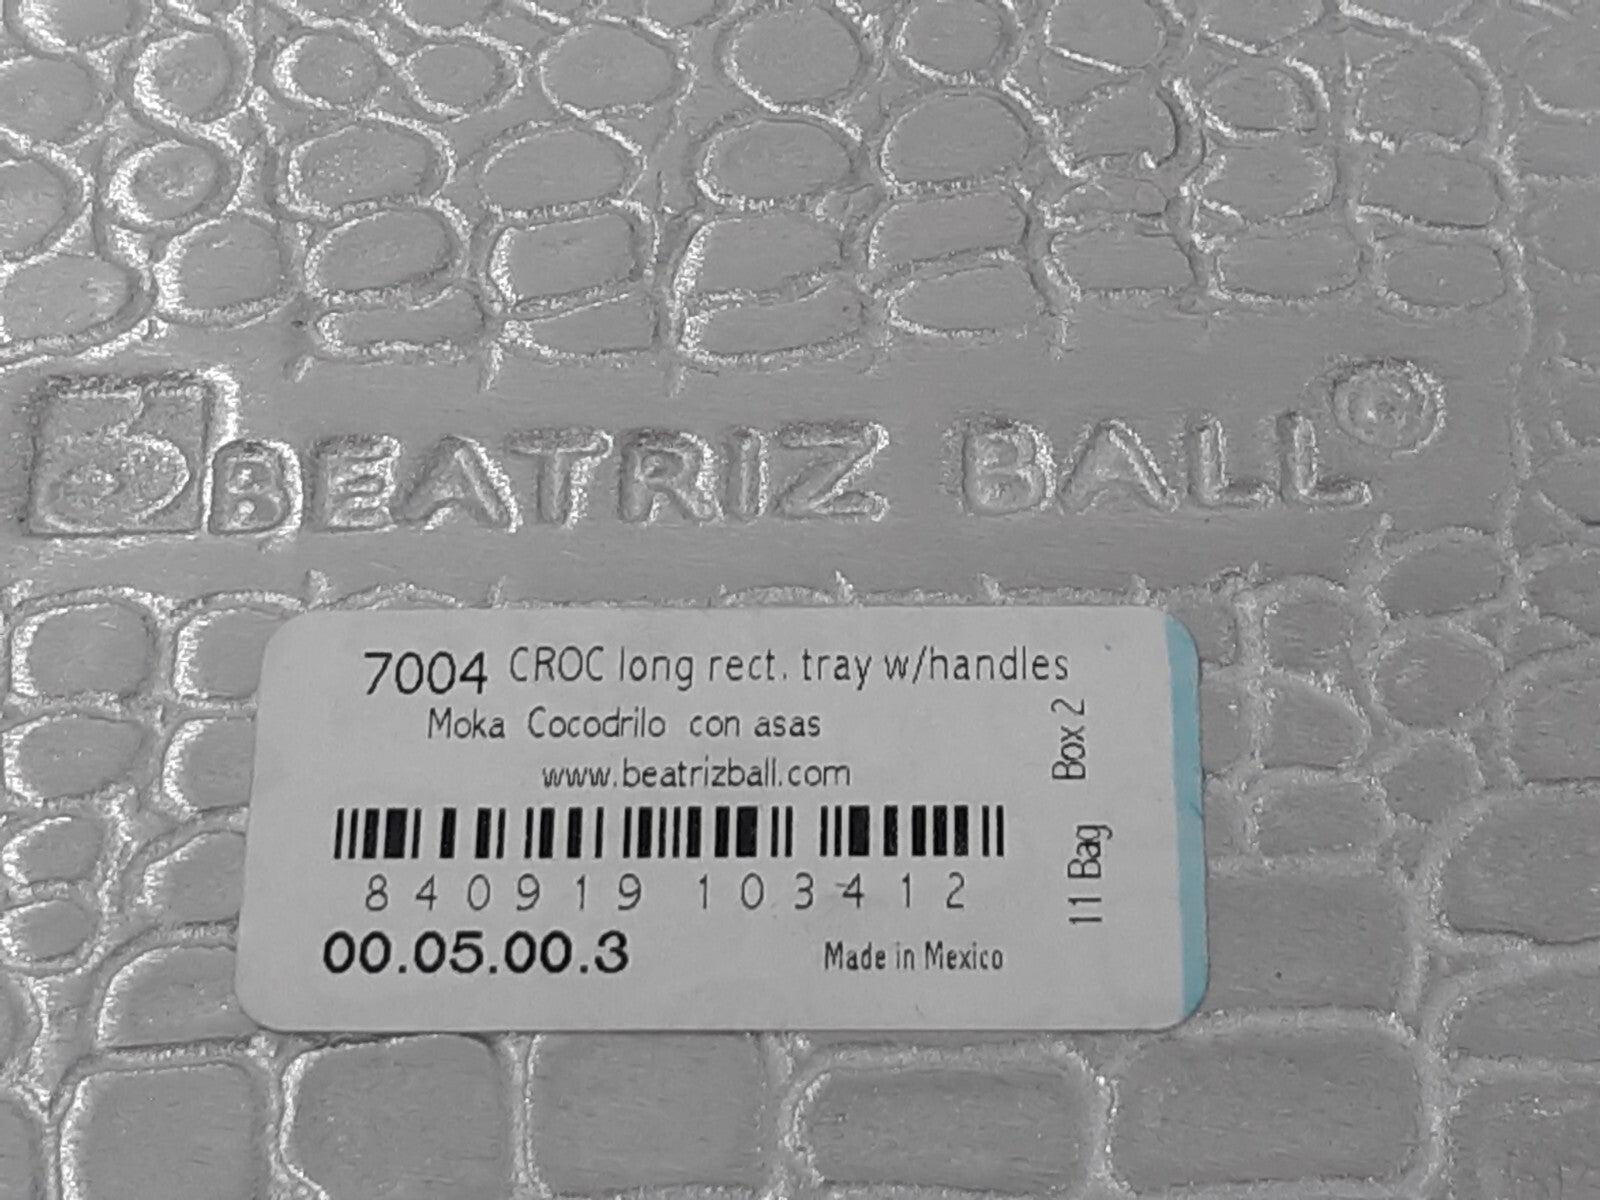 BEATRIZ BALL®
7004 CROC long rect. tray w/handles
Moka Cocodrilo con asas
www.beatrizball.com
840919 103412
00.05.00.3
Made in Mexico
11 Bag Box 2